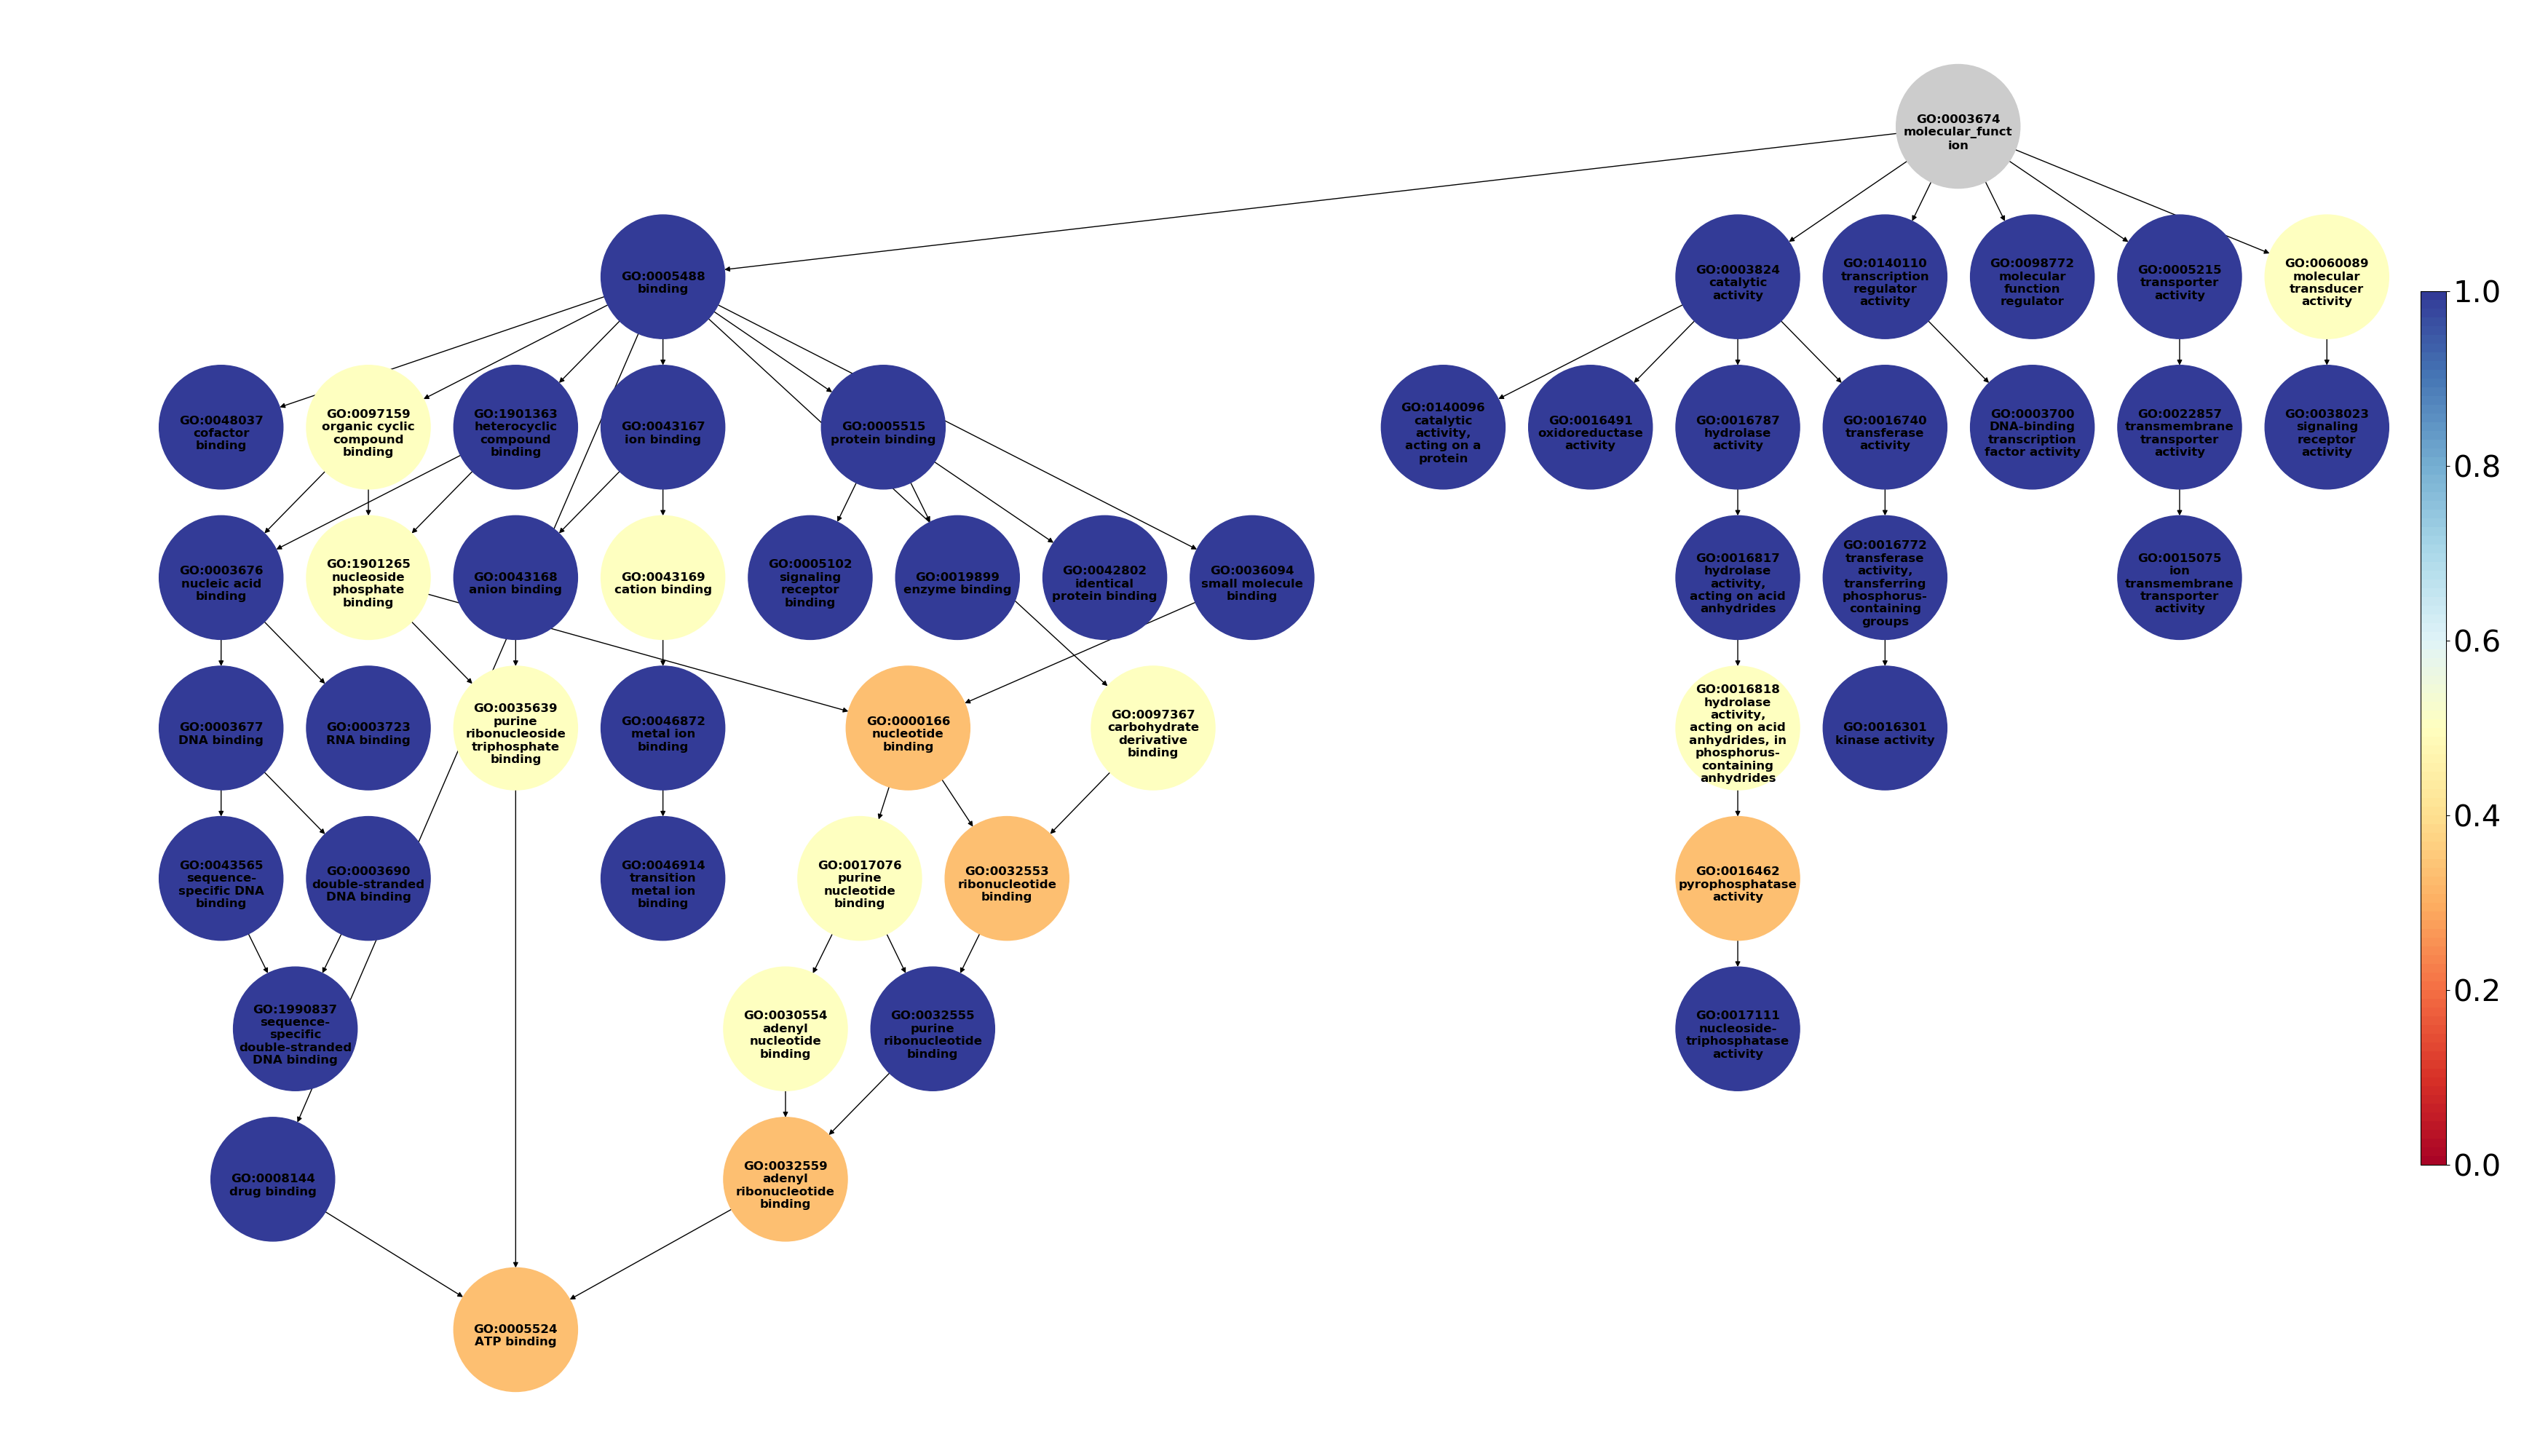 GO:0003674
molecular_funct
ion
GO:0005488
binding
GO:0003824
catalytic
activity
GO:0140110
transcription
regulator
activity
GO:0098772
molecular
function
regulator
GO:0005215
transporter
activity
GO:0060089
molecular
transducer
activity
GO:0048037
cofactor
binding
GO:0097159
organic cyclic
compound
binding
GO:1901363
heterocyclic
compound
binding
GO:0043167
ion binding
GO:0005515
protein binding
GO:0140096
catalytic
activity,
acting on a
protein
GO:0016491
oxidoreductase
activity
GO:0016787
hydrolase
activity
GO:0016740
transferase
activity
GO:0003700
DNA-binding
transcription
factor activity
GO:0022857
transmembrane
transporter
activity
GO:0038023
signaling
receptor
activity
GO:0003676
nucleic acid
binding
GO:1901265
nucleoside
phosphate
binding
GO:0043168
anion binding
GO:0043169
cation binding
GO:0005102
signaling
receptor
binding
GO:0019899
enzyme binding
GO:0042802
identical
protein binding
GO:0036094
small molecule
binding
GO:0016817
hydrolase
activity,
acting on acid
anhydrides
GO:0016772
transferase
activity,
transferring
phosphorus-
containing
groups
GO:0015075
ion
transmembrane
transporter
activity
GO:0003677
DNA binding
GO:0003723
RNA binding
GO:0035639
purine
ribonucleoside
triphosphate
binding
GO:0046872
metal ion
binding
GO:0000166
nucleotide
binding
GO:0097367
carbohydrate
derivative
binding
GO:0016818
hydrolase
activity,
acting on acid
anhydrides, in
phosphorus-
containing
anhydrides
GO:0016301
kinase activity
GO:0043565
sequence-
specific DNA
binding
GO:0003690
double-stranded
DNA binding
GO:0046914
transition
metal ion
binding
GO:0017076
purine
nucleotide
binding
GO:0032553
ribonucleotide
binding
GO:0016462
pyrophosphatase
activity
GO:1990837
sequence-
specific
double-stranded
DNA binding
GO:0030554
adenyl
nucleotide
binding
GO:0032555
purine
ribonucleotide
binding
GO:0017111
nucleoside-
triphosphatase
activity
GO:0008144
drug binding
GO:0032559
adenyl
ribonucleotide
binding
GO:0005524
ATP binding
1.0
0.8
0.6
0.4
0.2
0.0